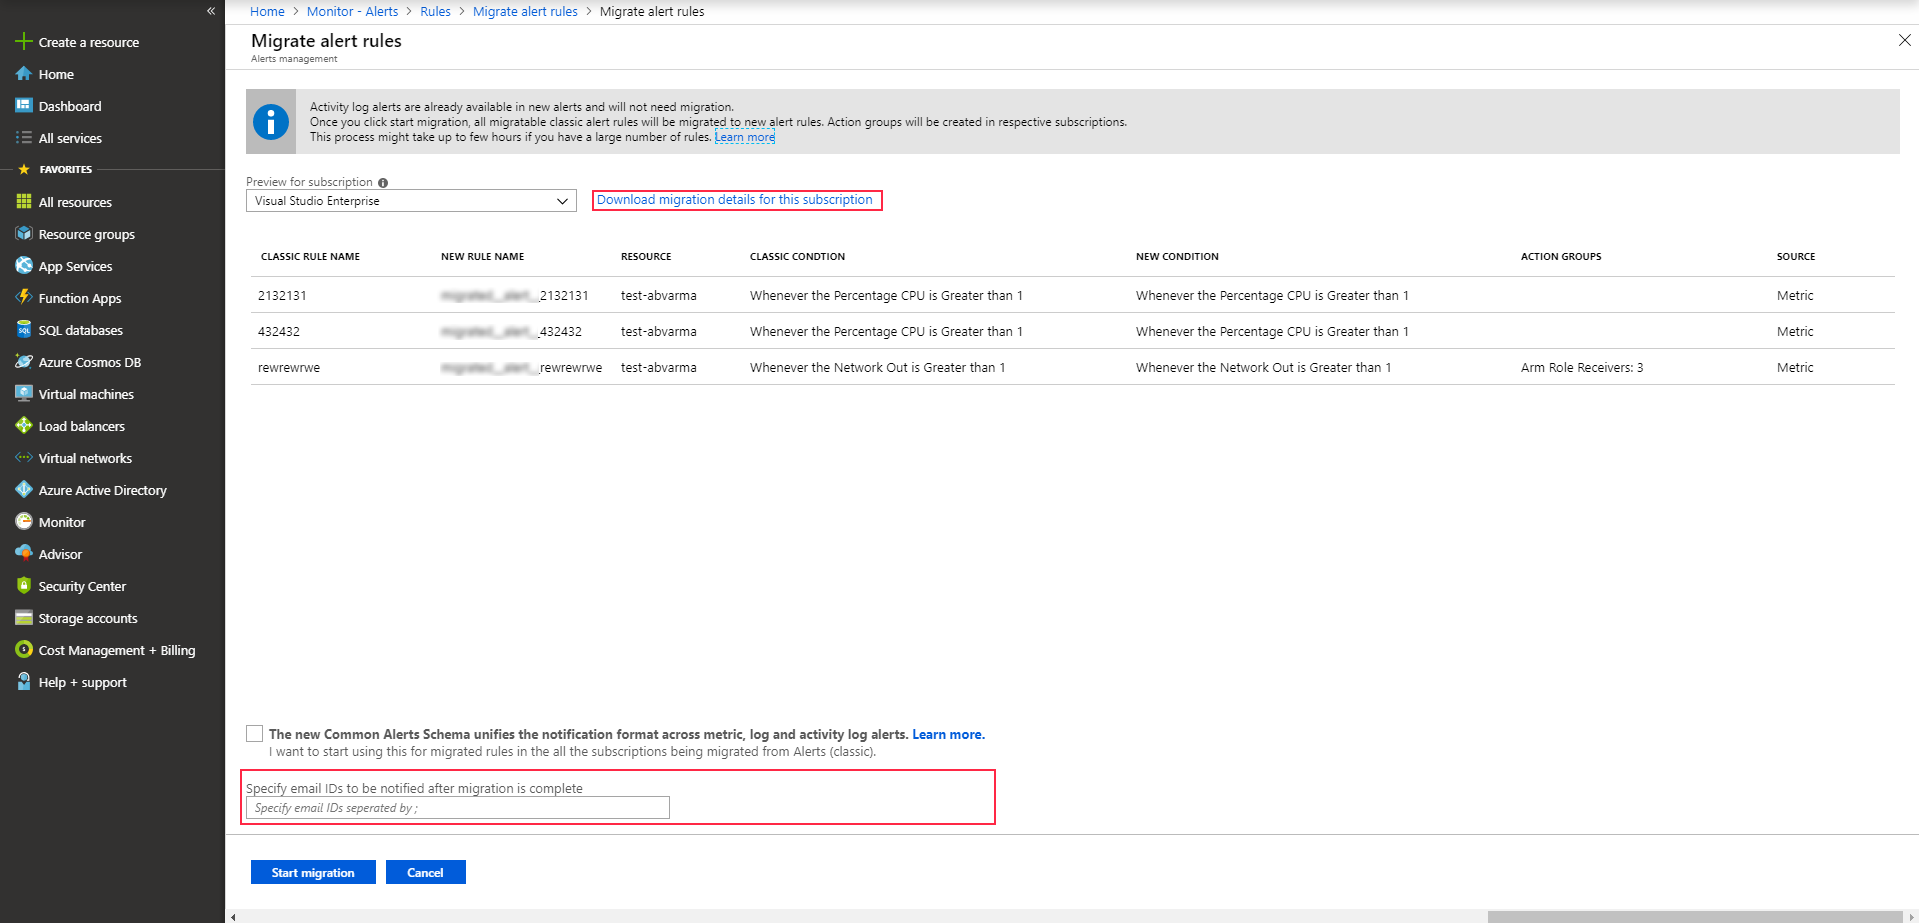 «
Home > Monitor - Alerts > Rules > Migrate alert rules > Migrate alert rules
Create a resource
Home
Dashboard
All services
FAVORITES
All resources
Resource groups
App Services
Function Apps
SQL databases
Azure Cosmos DB
Virtual machines
Load balancers
Virtual networks
Azure Active Directory
Monitor
Advisor
Security Center
Storage accounts
Cost Management + Billing
Help + support
Migrate alert rules
Alerts management
Activity log alerts are already available in new alerts and will not need migration.
Once you click start migration, all migratable classic alert rules will be migrated to new alert rules. Action groups will be created in respective subscriptions.
This process might take up to few hours if you have a large number of rules. Learn more
Preview for subscription
Visual Studio Enterprise
Download migration details for this subscription
CLASSIC RULE NAME NEW RULE NAME RESOURCE CLASSIC CONDTION NEW CONDITION ACTION GROUPS SOURCE
2132131 _2132131 test-abvarma Whenever the Percentage CPU is Greater than 1 Whenever the Percentage CPU is Greater than 1 Metric
432432 _432432 test-abvarma Whenever the Percentage CPU is Greater than 1 Whenever the Percentage CPU is Greater than 1 Metric
rewrewrwe _rewrewrwe test-abvarma Whenever the Network Out is Greater than 1 Whenever the Network Out is Greater than 1 Arm Role Receivers: 3 Metric
The new Common Alerts Schema unifies the notification format across metric, log and activity log alerts. Learn more.
I want to start using this for migrated rules in the all the subscriptions being migrated from Alerts (classic).
Specify email IDs to be notified after migration is complete
Specify email IDs seperated by ;
Start migration
Cancel